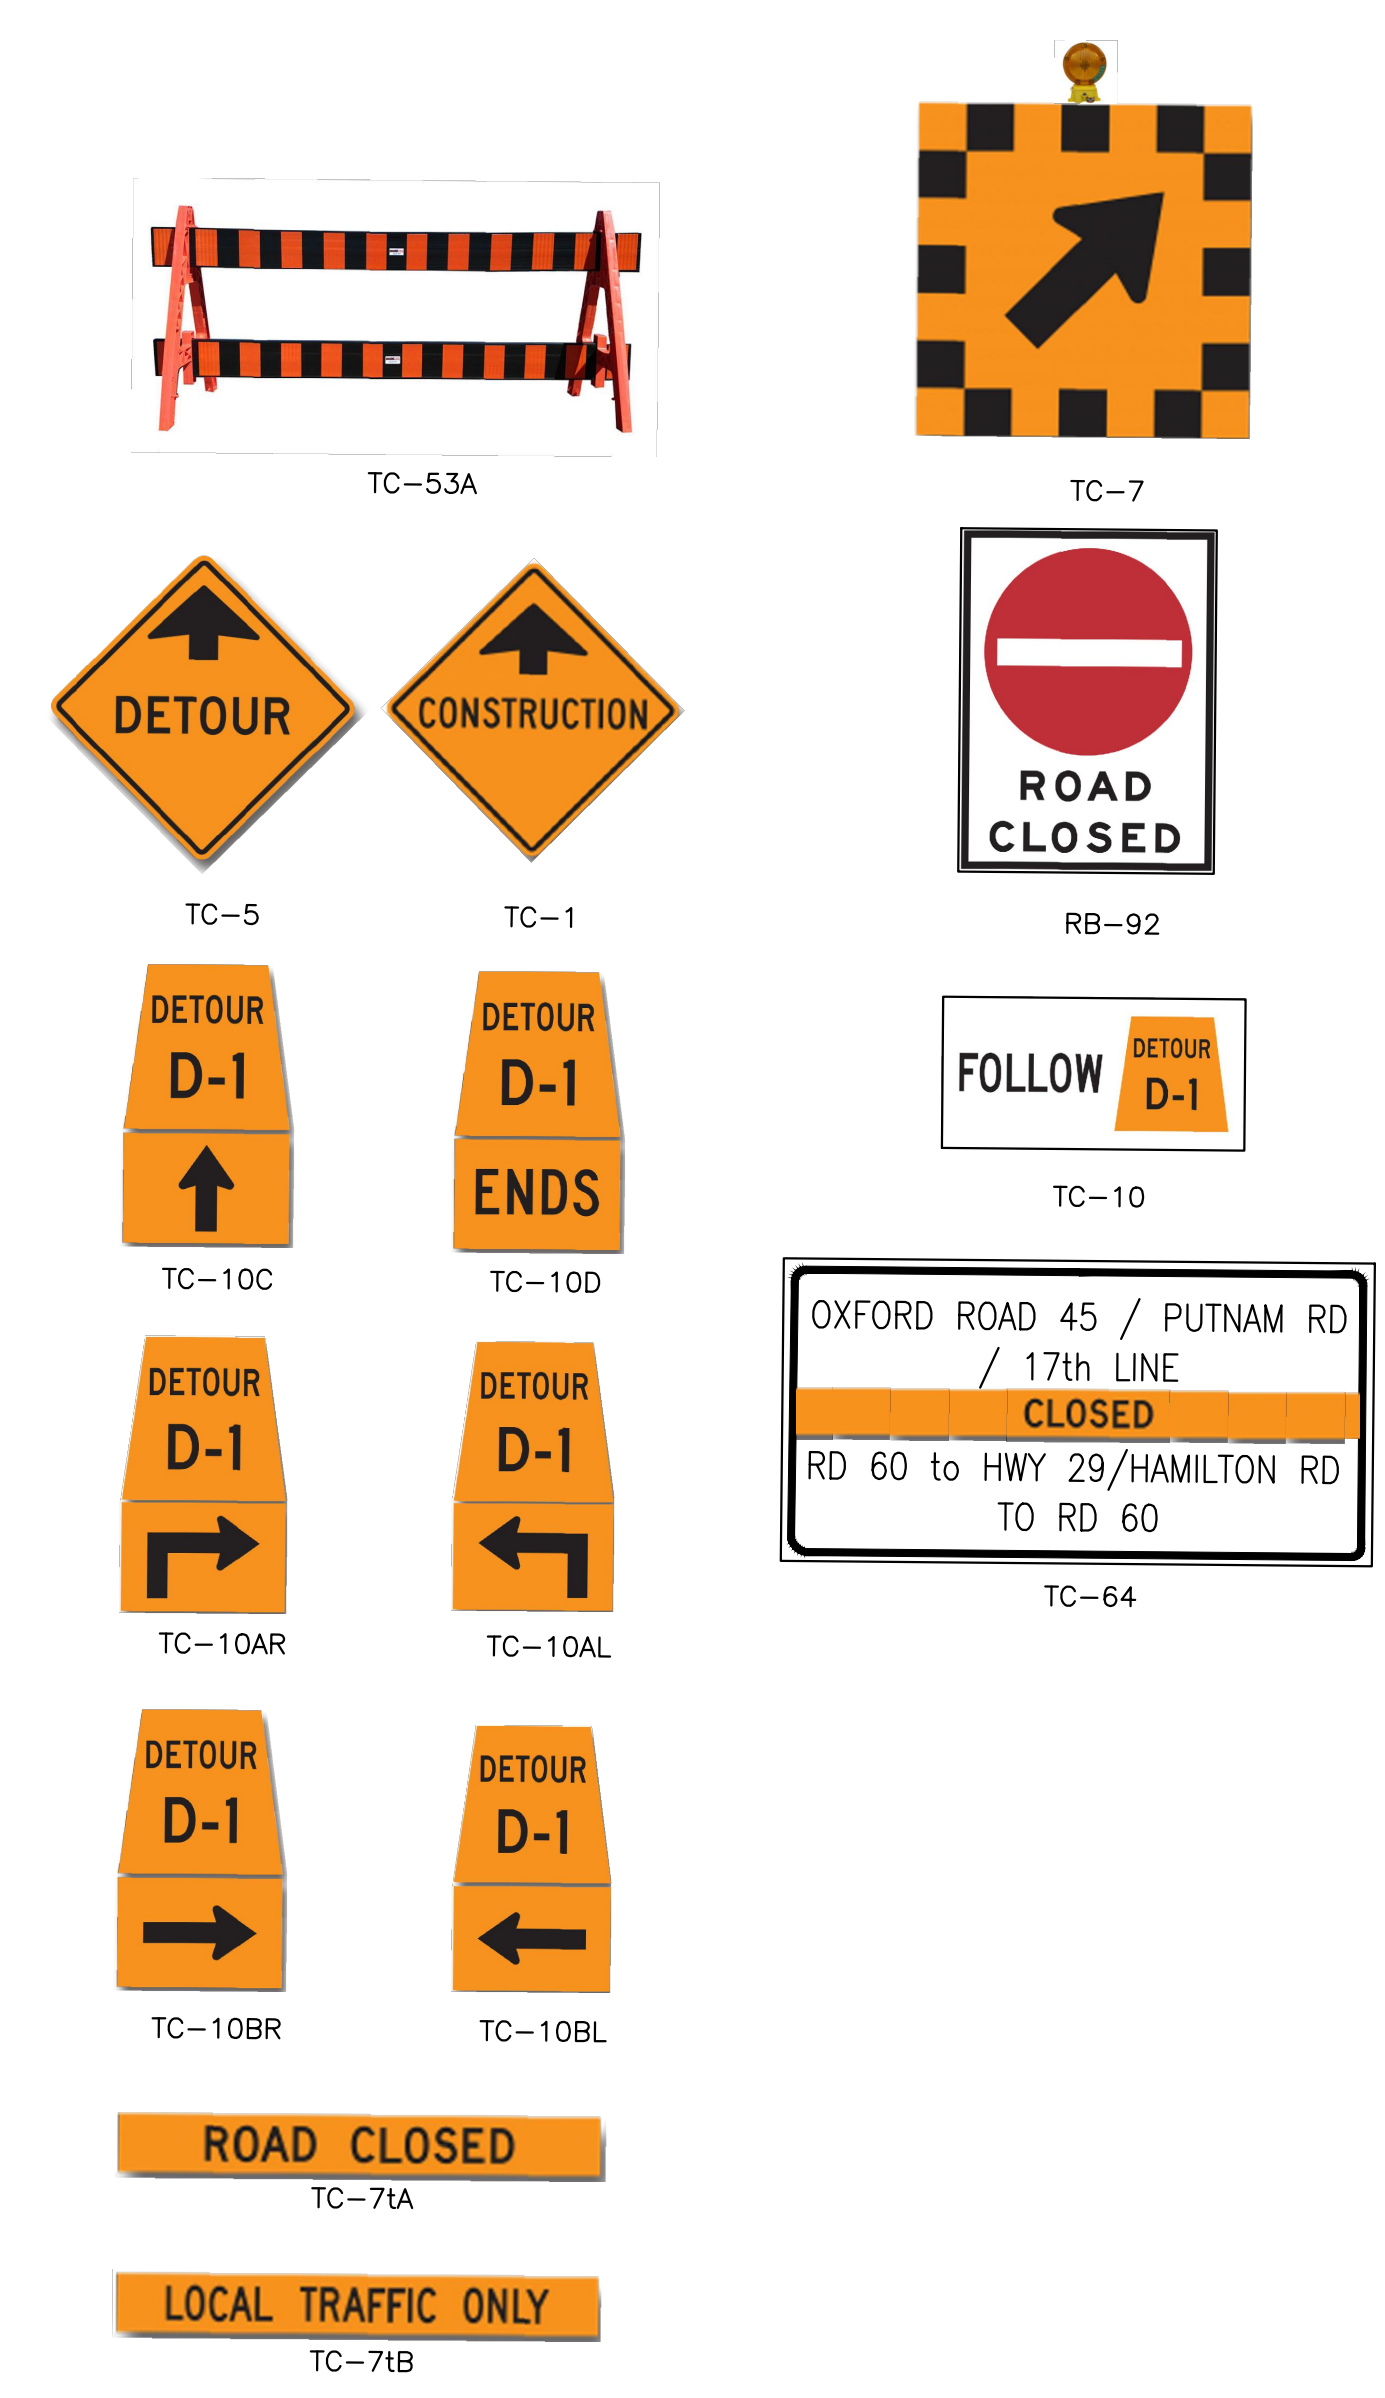 TC-53A
TC-7
DETOUR
TC-5
CONSTRUCTION
TC-1
ROAD
CLOSED
RB-92
DETOUR
D-1
TC-10C
DETOUR
D-1
ENDS
TC-10D
FOLLOW
DETOUR
D-1
TC-10
DETOUR
D-1
TC-10AR
DETOUR
D-1
TC-10AL
OXFORD ROAD 45 / PUTNAM RD
/ 17th LINE
CLOSED
RD 60 to HWY 29/HAMILTON RD
TO RD 60
TC-64
DETOUR
D-1
TC-10BR
DETOUR
D-1
TC-10BL
ROAD CLOSED
TC-7tA
LOCAL TRAFFIC ONLY
TC-7tB